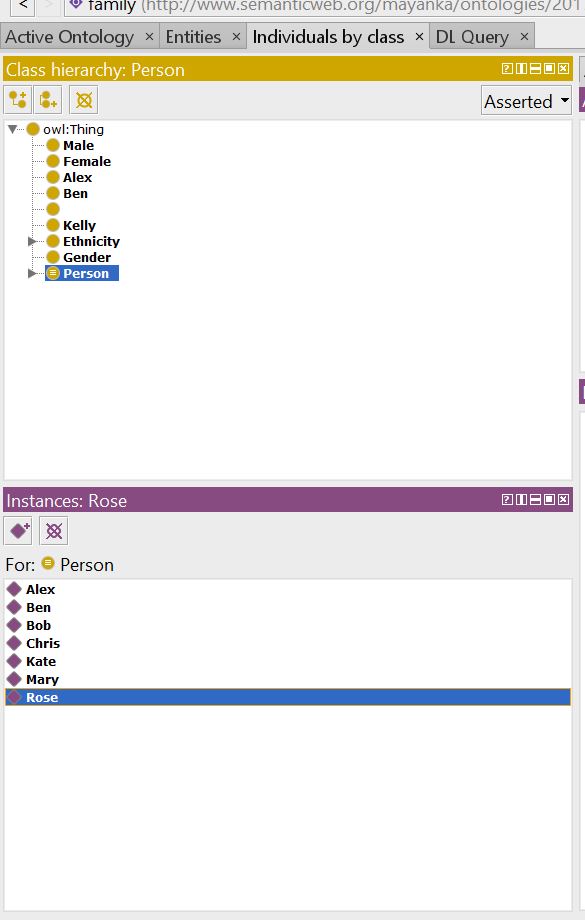 < > family (http://www.semanticweb.org/mayanka/ontologies/201
Active Ontology × Entities × Individuals by class × DL Query ×
Class hierarchy: Person
Asserted
owl:Thing
Male
Female
Alex
Ben
Kelly
Ethnicity
Gender
Person
Instances: Rose
For: Person
Alex
Ben
Bob
Chris
Kate
Mary
Rose